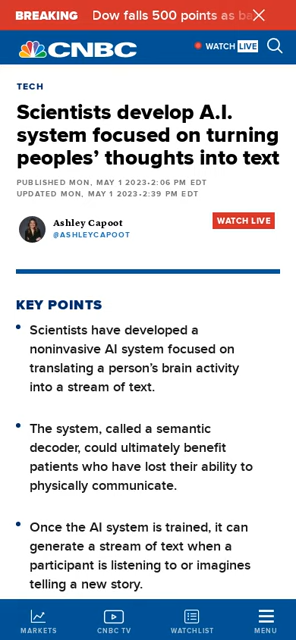 BREAKING Dow falls 500 points as ba
CNBC WATCH LIVE
TECH
Scientists develop A.I.
system focused on turning
peoples’ thoughts into text
PUBLISHED MON, MAY 1 2023•2:06 PM EDT
UPDATED MON, MAY 1 2023•2:39 PM EDT
Ashley Capoot
@ASHLEYCAPOOT
WATCH LIVE
KEY POINTS
• Scientists have developed a
noninvasive AI system focused on
translating a person’s brain activity
into a stream of text.
• The system, called a semantic
decoder, could ultimately benefit
patients who have lost their ability to
physically communicate.
• Once the AI system is trained, it can
generate a stream of text when a
participant is listening to or imagines
telling a new story.
MARKETS CNBC TV WATCHLIST MENU